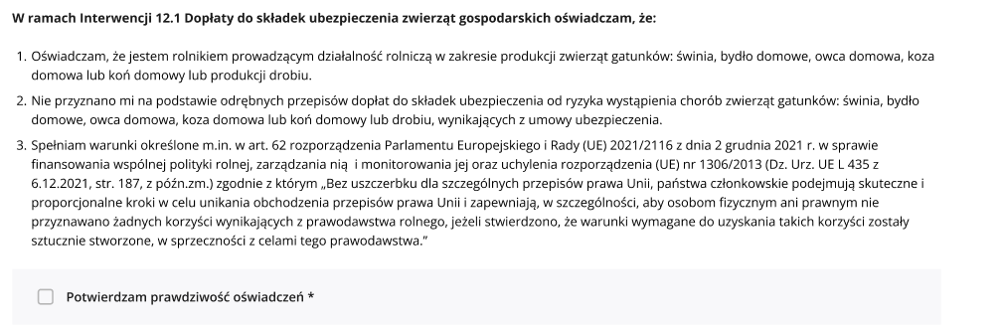 W ramach Interwencji 12.1 Dopłaty do składek ubezpieczenia zwierząt gospodarskich oświadczam, że:
1. Oświadczam, że jestem rolnikiem prowadzącym działalność rolniczą w zakresie produkcji zwierząt gatunków: świnia, bydło domowe, owca domowa, koza
domowa lub koń domowy lub produkcji drobiu.
2. Nie przyznano mi na podstawie odrębnych przepisów dopłat do składek ubezpieczenia od ryzyka wystąpienia chorób zwierząt gatunków: świnia, bydło
domowe, owca domowa, koza domowa lub koń domowy lub drobiu, wynikających z umowy ubezpieczenia.
3. Spełniam warunki określone m.in. w art. 62 rozporządzenia Parlamentu Europejskiego i Rady (UE) 2021/2116 z dnia 2 grudnia 2021 r. w sprawie
finansowania wspólnej polityki rolnej, zarządzania nią i monitorowania jej oraz uchylenia rozporządzenia (UE) nr 1306/2013 (Dz. Urz. UE L 435 z
6.12.2021, str. 187, z późn.zm.) zgodnie z którym „Bez uszczerbku dla szczególnych przepisów prawa Unii, państwa członkowskie podejmują skuteczne i
proporcjonalne kroki w celu unikania obchodzenia przepisów prawa Unii i zapewniają, w szczególności, aby osobom fizycznym ani prawnym nie
przyznawano żadnych korzyści wynikających z prawodawstwa rolnego, jeżeli stwierdzono, że warunki wymagane do uzyskania takich korzyści zostały
sztucznie stworzone, w sprzeczności z celami tego prawodawstwa.”
Potwierdzam prawdziwość oświadczeń *